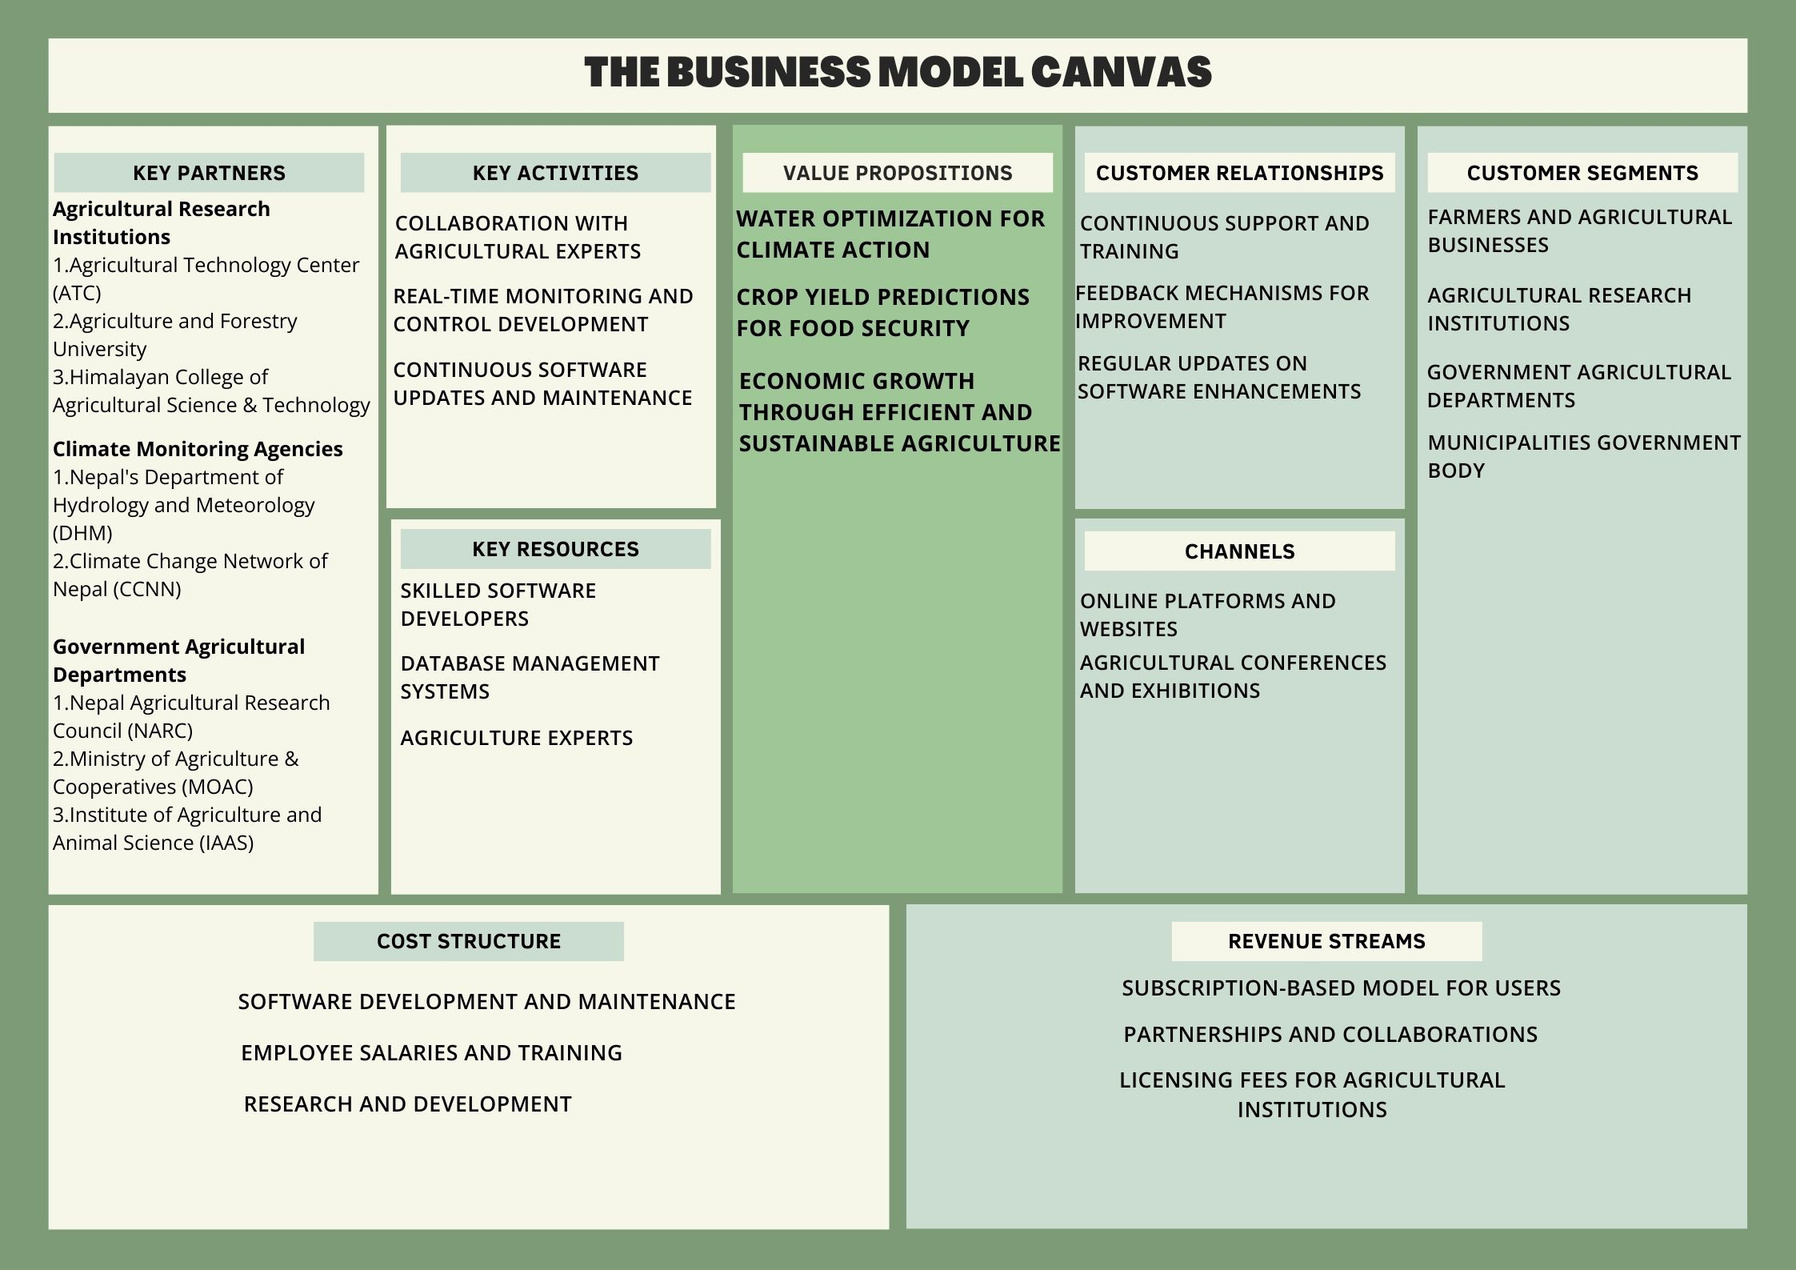 THE BUSINESS MODEL CANVAS
KEY PARTNERS
Agricultural Research
Institutions
1.Agricultural Technology Center
(ATC)
2.Agriculture and Forestry
University
3.Himalayan College of
Agricultural Science & Technology
Climate Monitoring Agencies
1.Nepal's Department of
Hydrology and Meteorology
(DHM)
2.Climate Change Network of
Nepal (CCNN)
Government Agricultural
Departments
1.Nepal Agricultural Research
Council (NARC)
2.Ministry of Agriculture &
Cooperatives (MOAC)
3.Institute of Agriculture and
Animal Science (IAAS)
KEY ACTIVITIES
COLLABORATION WITH
AGRICULTURAL EXPERTS
REAL-TIME MONITORING AND
CONTROL DEVELOPMENT
CONTINUOUS SOFTWARE
UPDATES AND MAINTENANCE
KEY RESOURCES
SKILLED SOFTWARE
DEVELOPERS
DATABASE MANAGEMENT
SYSTEMS
AGRICULTURE EXPERTS
VALUE PROPOSITIONS
WATER OPTIMIZATION FOR
CLIMATE ACTION
CROP YIELD PREDICTIONS
FOR FOOD SECURITY
ECONOMIC GROWTH
THROUGH EFFICIENT AND
SUSTAINABLE AGRICULTURE
CUSTOMER RELATIONSHIPS
CONTINUOUS SUPPORT AND
TRAINING
FEEDBACK MECHANISMS FOR
IMPROVEMENT
REGULAR UPDATES ON
SOFTWARE ENHANCEMENTS
CHANNELS
ONLINE PLATFORMS AND
WEBSITES
AGRICULTURAL CONFERENCES
AND EXHIBITIONS
CUSTOMER SEGMENTS
FARMERS AND AGRICULTURAL
BUSINESSES
AGRICULTURAL RESEARCH
INSTITUTIONS
GOVERNMENT AGRICULTURAL
DEPARTMENTS
MUNICIPALITIES GOVERNMENT
BODY
COST STRUCTURE
SOFTWARE DEVELOPMENT AND MAINTENANCE
EMPLOYEE SALARIES AND TRAINING
RESEARCH AND DEVELOPMENT
REVENUE STREAMS
SUBSCRIPTION-BASED MODEL FOR USERS
PARTNERSHIPS AND COLLABORATIONS
LICENSING FEES FOR AGRICULTURAL
INSTITUTIONS